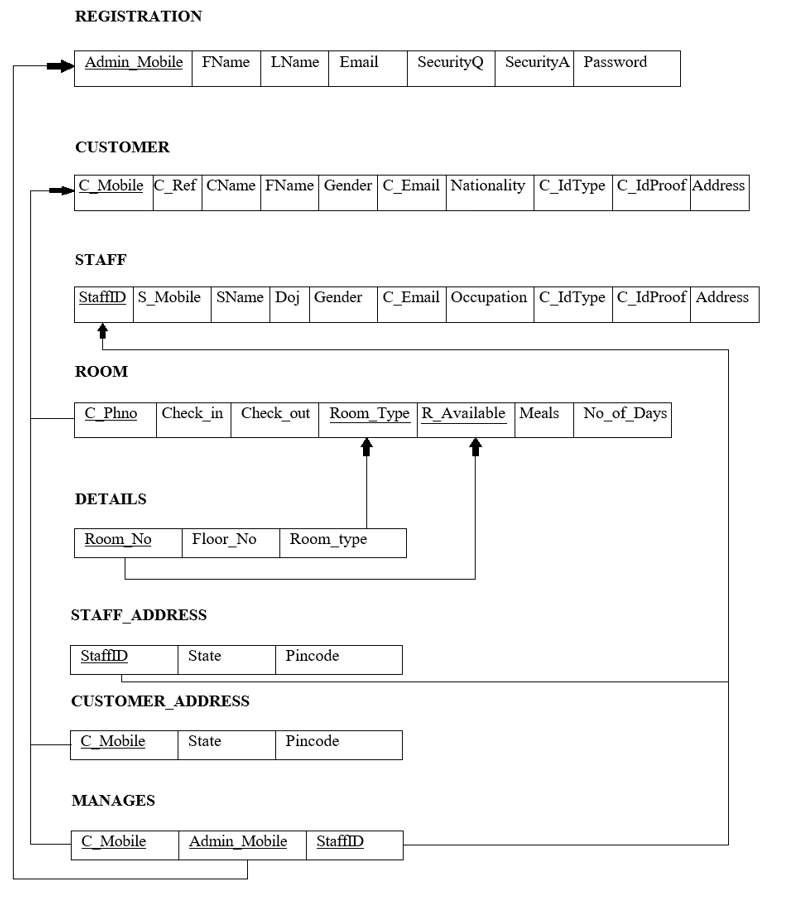 REGISTRATION
Admin_Mobile FName LName Email SecurityQ SecurityA Password
CUSTOMER
C_Mobile C_Ref CName FName Gender C_Email Nationality C_IdType C_IdProof Address
STAFF
StaffID S_Mobile SName Doj Gender C_Email Occupation C_IdType C_IdProof Address
ROOM
C_Phno Check_in Check_out Room_Type R_Available Meals No_of_Days
DETAILS
Room_No Floor_No Room_type
STAFF_ADDRESS
StaffID State Pincode
CUSTOMER_ADDRESS
C_Mobile State Pincode
MANAGES
C_Mobile Admin_Mobile StaffID